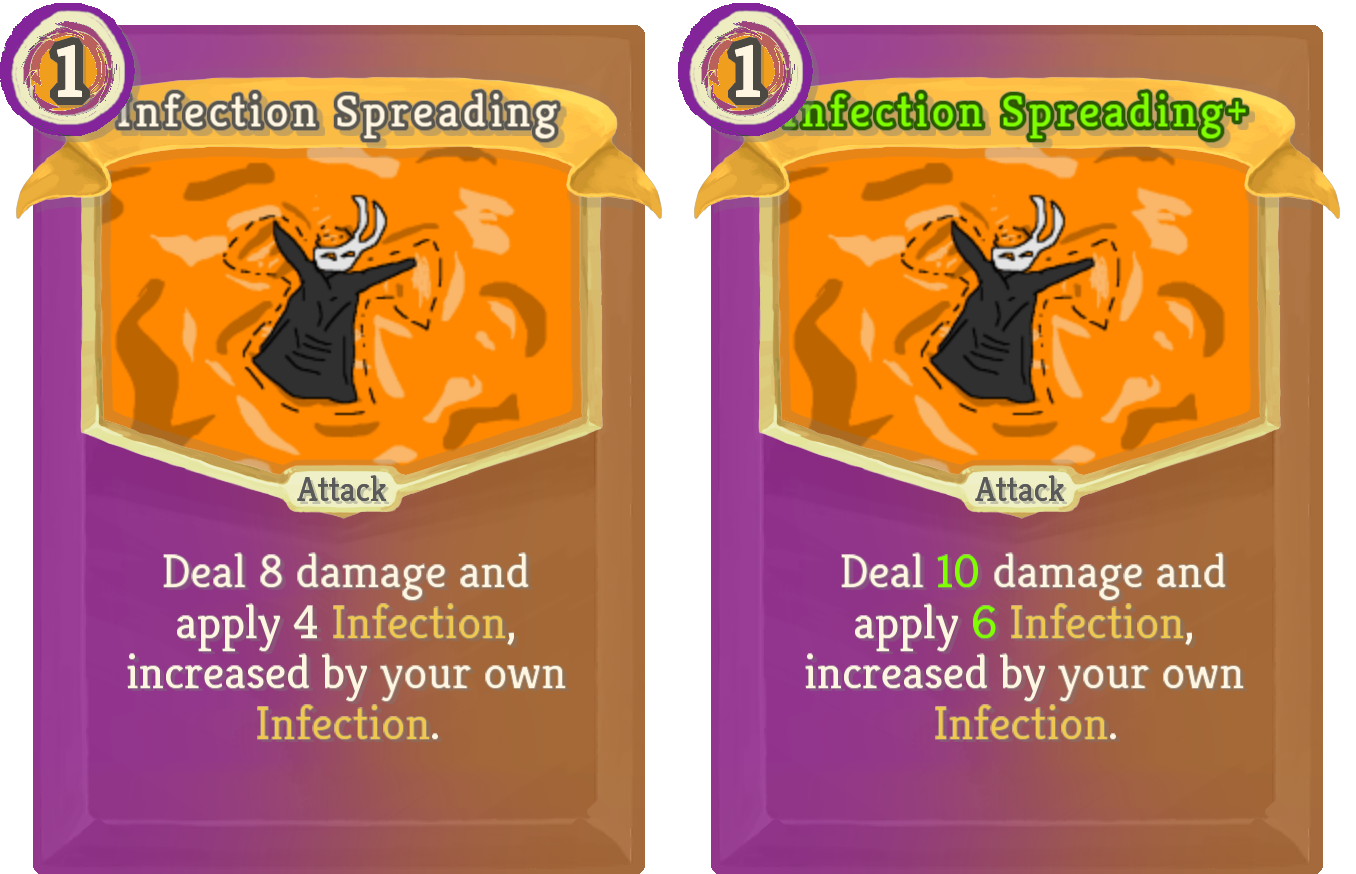 1
Infection Spreading
Attack
Deal 8 damage and
apply 4 Infection,
increased by your own
Infection.
1
Infection Spreading+
Attack
Deal 10 damage and
apply 6 Infection,
increased by your own
Infection.